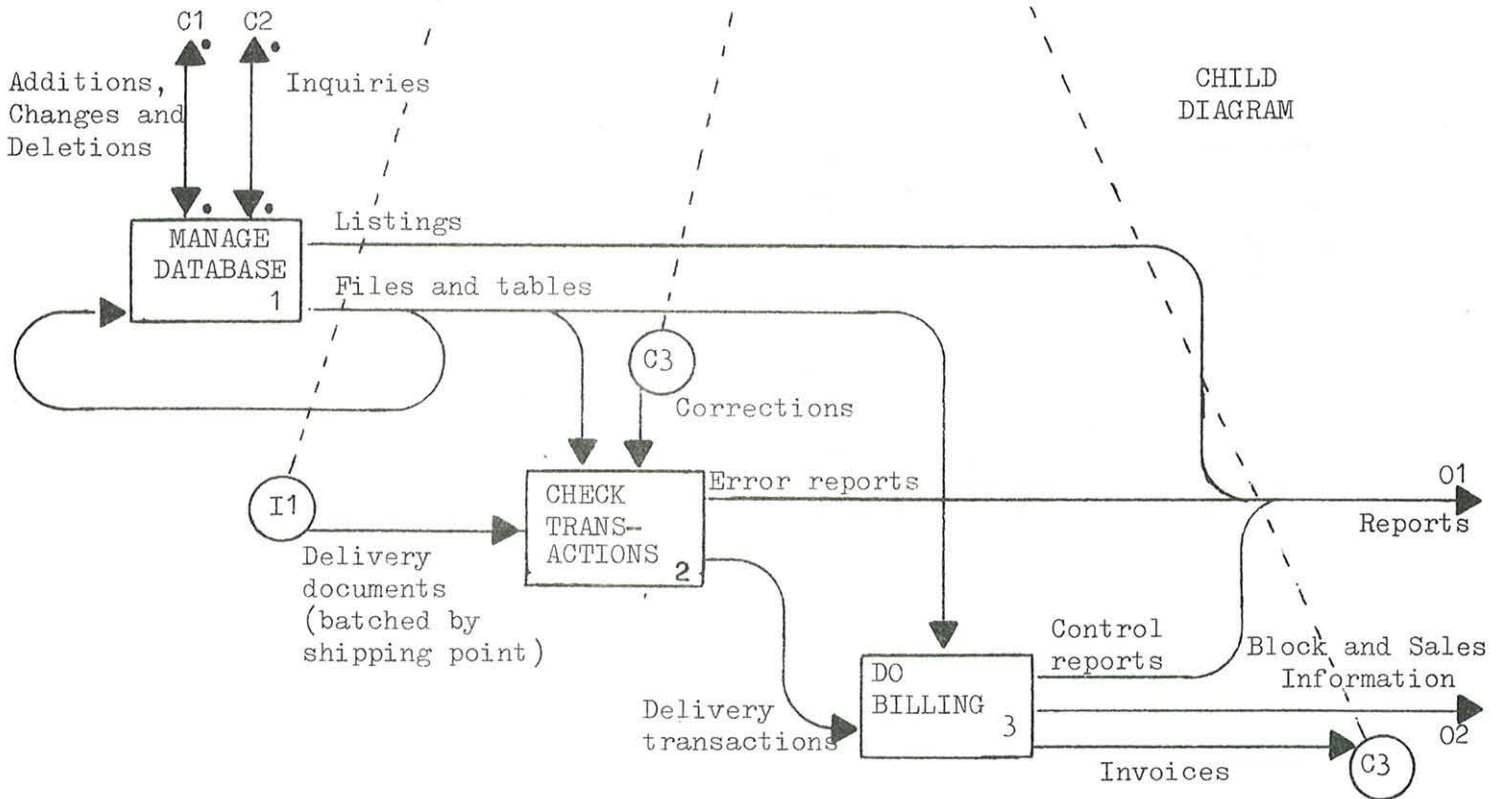 C1 C2
Additions,
Changes and
Deletions
Inquiries
CHILD
DIAGRAM
MANAGE
DATABASE
1
Listings
Files and tables
C3
Corrections
I1
Delivery
documents
(batched by
shipping point)
CHECK
TRANS-
ACTIONS
2
Error reports
O1
Reports
Delivery
transactions
DO
BILLING
3
Control
reports
Block and Sales
Information
O2
Invoices
C3